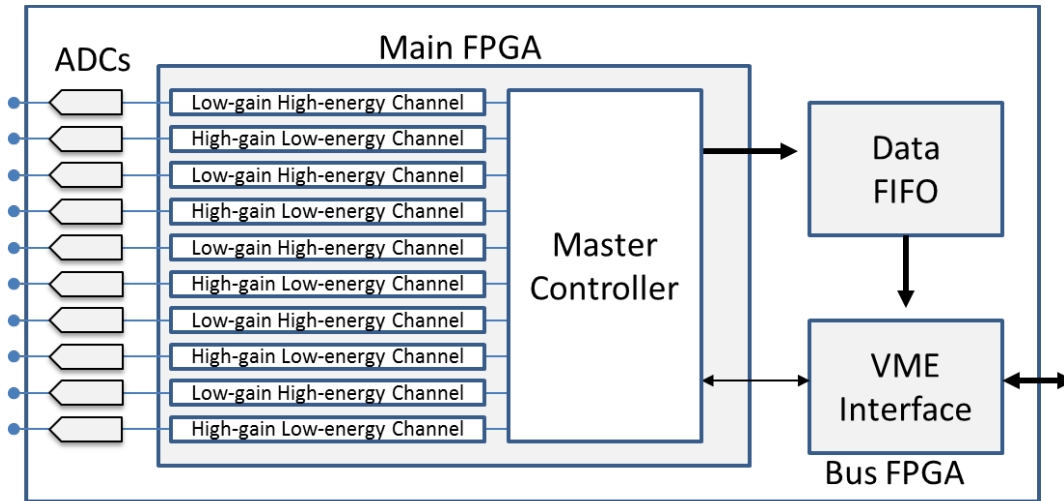 Main FPGA
ADCs
Low-gain High-energy Channel
High-gain Low-energy Channel
Low-gain High-energy Channel
High-gain Low-energy Channel
Low-gain High-energy Channel
High-gain Low-energy Channel
Low-gain High-energy Channel
High-gain Low-energy Channel
Low-gain High-energy Channel
High-gain Low-energy Channel
Master
Controller
Data
FIFO
VME
Interface
Bus FPGA